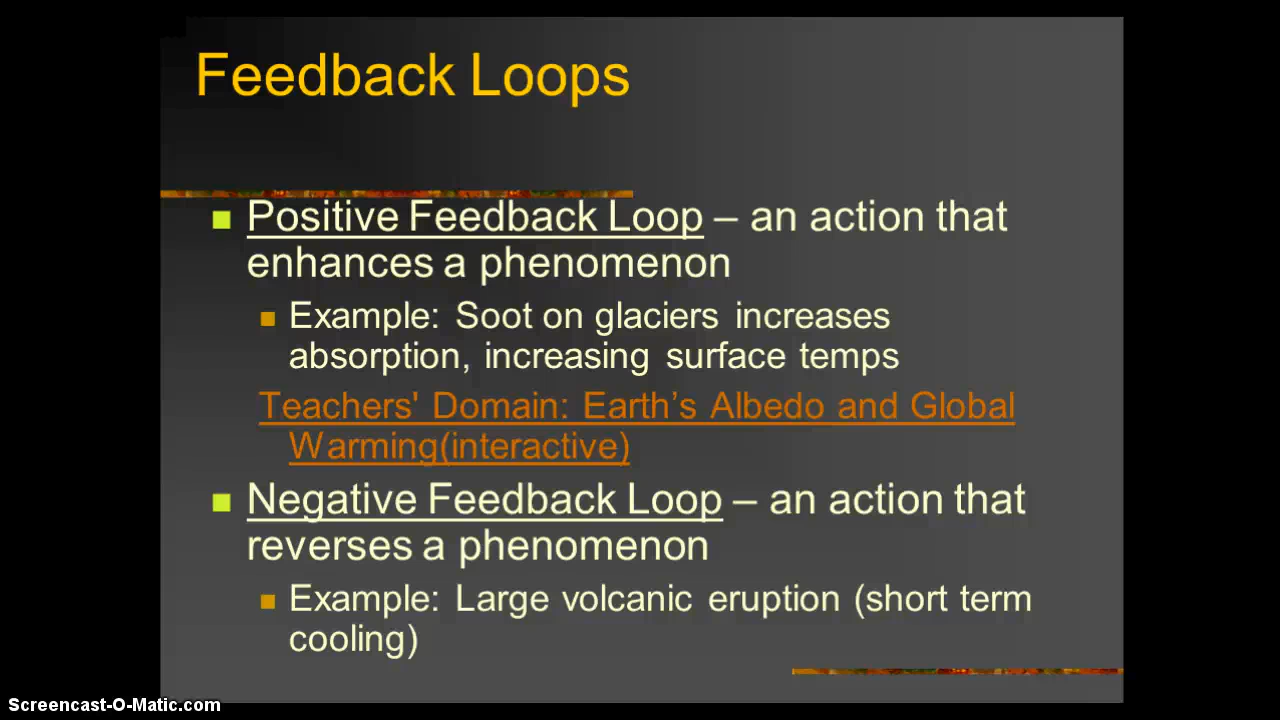 Feedback Loops
Positive Feedback Loop – an action that
enhances a phenomenon
Example: Soot on glaciers increases
absorption, increasing surface temps
Teachers' Domain: Earth’s Albedo and Global
Warming(interactive)
Negative Feedback Loop – an action that
reverses a phenomenon
Example: Large volcanic eruption (short term
cooling)
Screencast-O-Matic.com